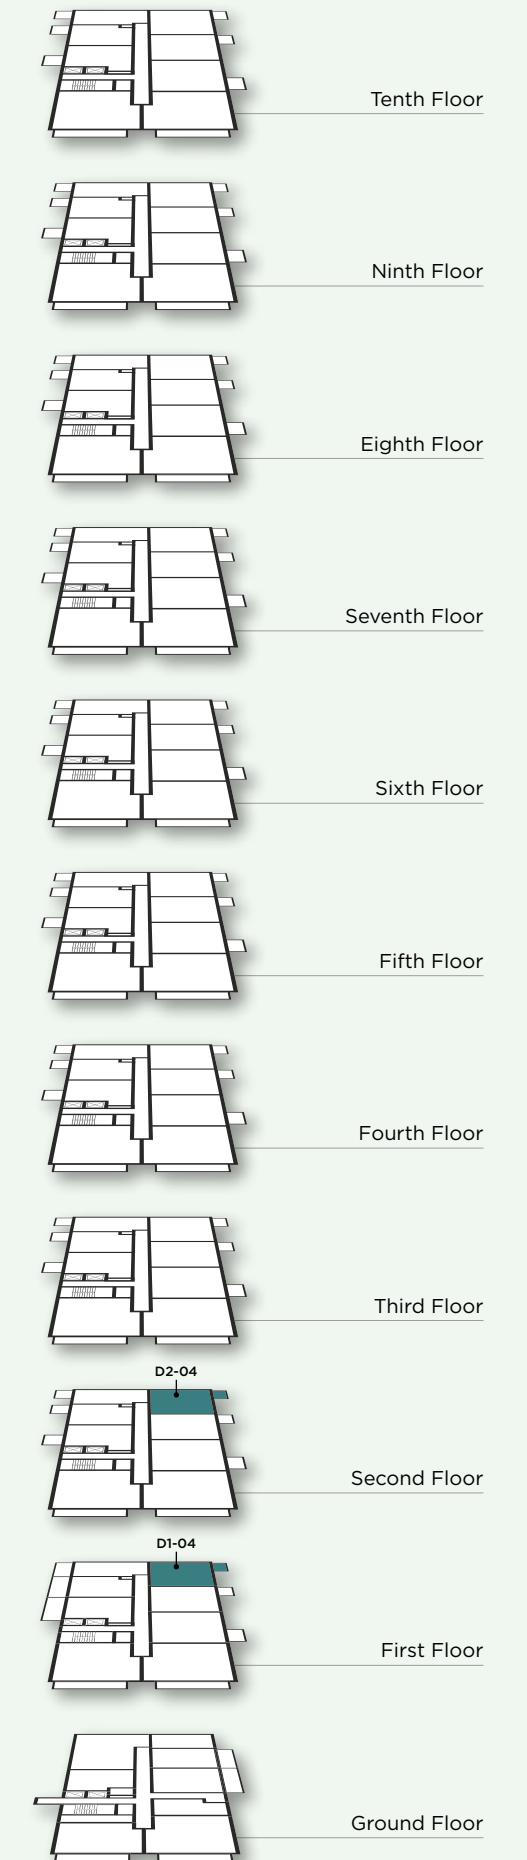 Tenth Floor
Ninth Floor
Eighth Floor
Seventh Floor
Sixth Floor
Fifth Floor
Fourth Floor
Third Floor
D2-04
Second Floor
D1-04
First Floor
Ground Floor